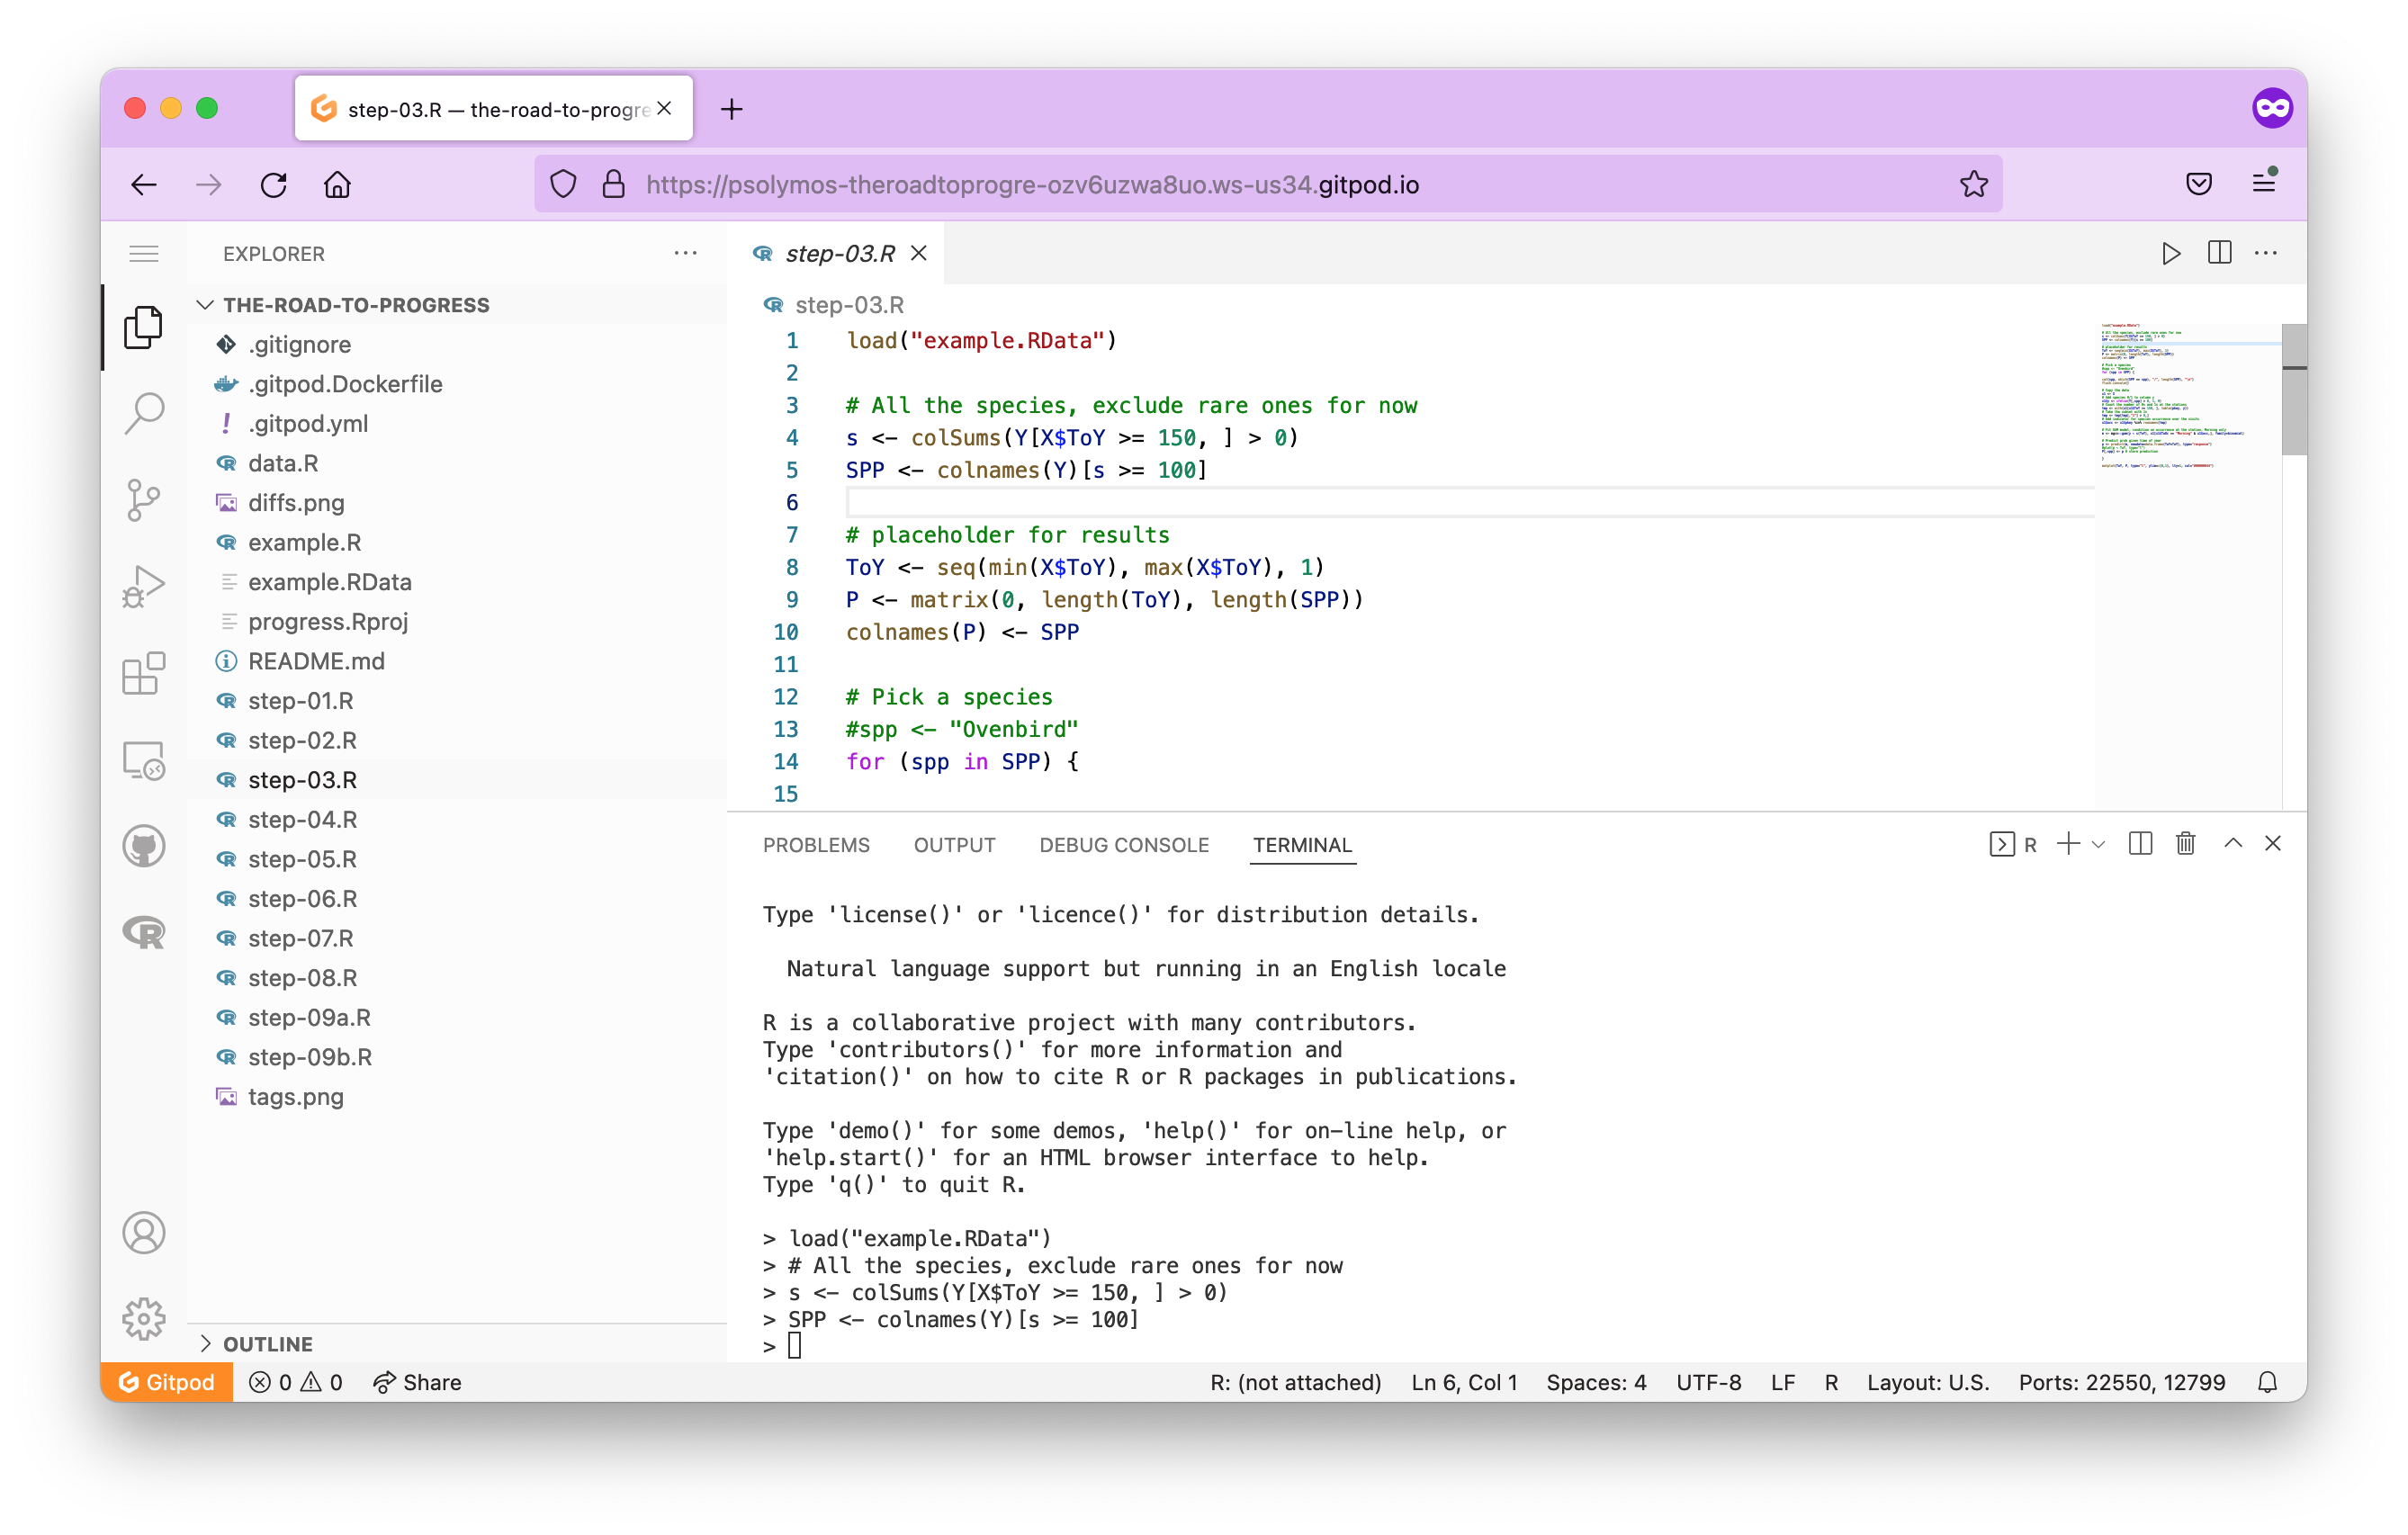 step-03.R — the-road-to-progre
https://psolymos-theroadtoprogre-ozv6uzwa8uo.ws-us34.gitpod.io
EXPLORER
THE-ROAD-TO-PROGRESS
.gitignore
.gitpod.Dockerfile
.gitpod.yml
data.R
diffs.png
example.R
example.RData
progress.Rproj
README.md
step-01.R
step-02.R
step-03.R
step-04.R
step-05.R
step-06.R
step-07.R
step-08.R
step-09a.R
step-09b.R
tags.png
OUTLINE
step-03.R
step-03.R
1 load("example.RData")
2
3 # All the species, exclude rare ones for now
4 s <- colSums(Y[X$ToY >= 150, ] > 0)
5 SPP <- colnames(Y)[s >= 100]
6
7 # placeholder for results
8 ToY <- seq(min(X$ToY), max(X$ToY), 1)
9 P <- matrix(0, length(ToY), length(SPP))
10 colnames(P) <- SPP
11
12 # Pick a species
13 #spp <- "Ovenbird"
14 for (spp in SPP) {
15
PROBLEMS OUTPUT DEBUG CONSOLE TERMINAL R
Type 'license()' or 'licence()' for distribution details.
Natural language support but running in an English locale
R is a collaborative project with many contributors.
Type 'contributors()' for more information and
'citation()' on how to cite R or R packages in publications.
Type 'demo()' for some demos, 'help()' for on-line help, or
'help.start()' for an HTML browser interface to help.
Type 'q()' to quit R.
> load("example.RData")
> # All the species, exclude rare ones for now
> s <- colSums(Y[X$ToY >= 150, ] > 0)
> SPP <- colnames(Y)[s >= 100]
>
Gitpod 0 0 Share R: (not attached) Ln 6, Col 1 Spaces: 4 UTF-8 LF R Layout: U.S. Ports: 22550, 12799